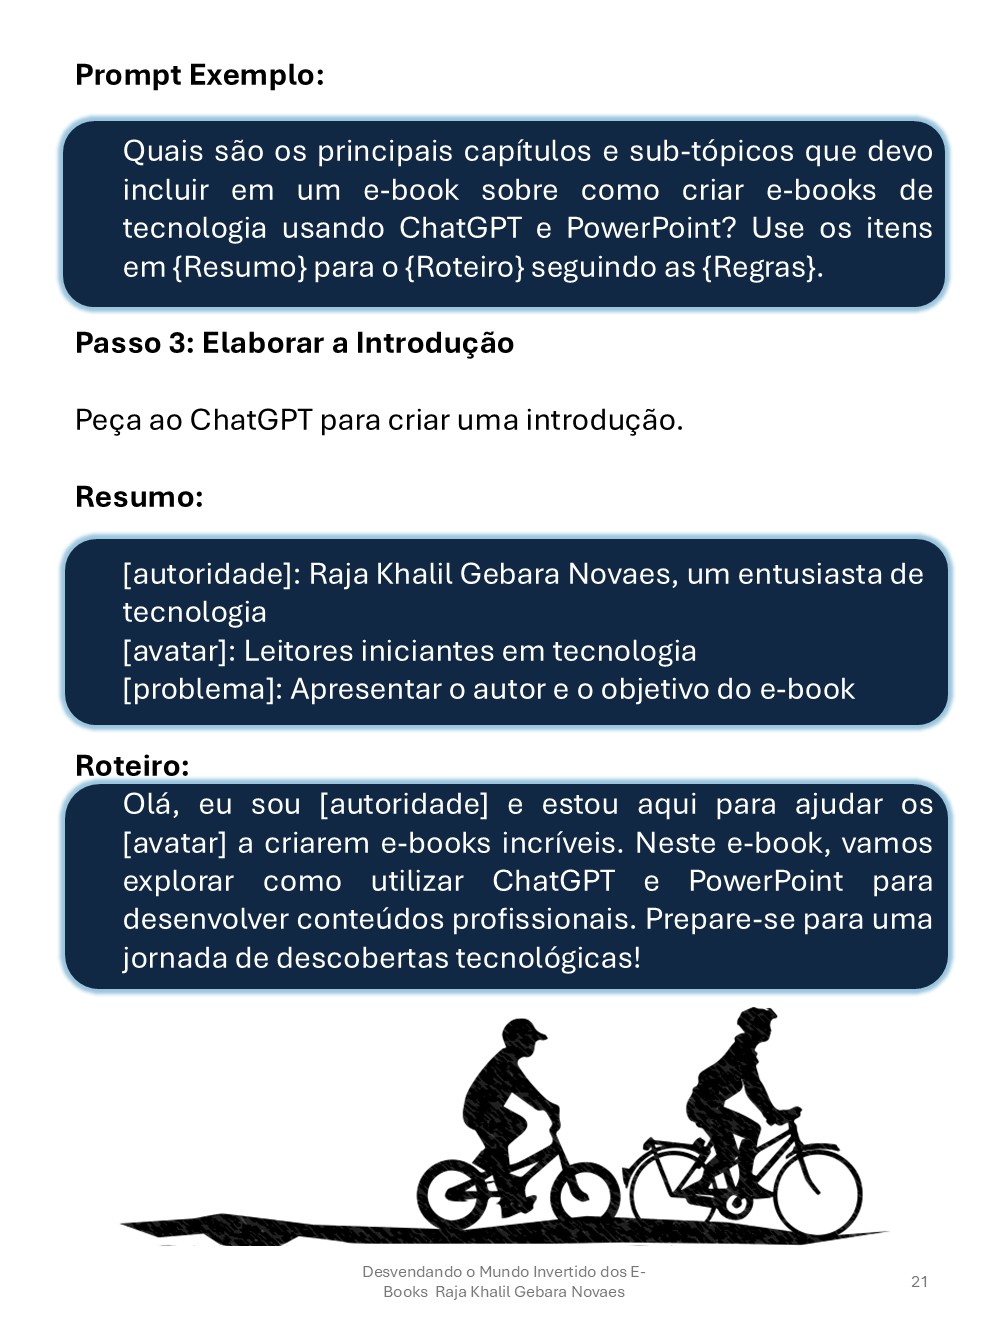 Prompt Exemplo:
Quais são os principais capítulos e sub-tópicos que devo
incluir em um e-book sobre como criar e-books de
tecnologia usando ChatGPT e PowerPoint? Use os itens
em {Resumo} para o {Roteiro} seguindo as {Regras}.
Passo 3: Elaborar a Introdução
Peça ao ChatGPT para criar uma introdução.
Resumo:
[autoridade]: Raja Khalil Gebara Novaes, um entusiasta de
tecnologia
[avatar]: Leitores iniciantes em tecnologia
[problema]: Apresentar o autor e o objetivo do e-book
Roteiro:
Olá, eu sou [autoridade] e estou aqui para ajudar os
[avatar] a criarem e-books incríveis. Neste e-book, vamos
explorar como utilizar ChatGPT e PowerPoint para
desenvolver conteúdos profissionais. Prepare-se para uma
jornada de descobertas tecnológicas!
Desvendando o Mundo Invertido dos E-
Books Raja Khalil Gebara Novaes
21